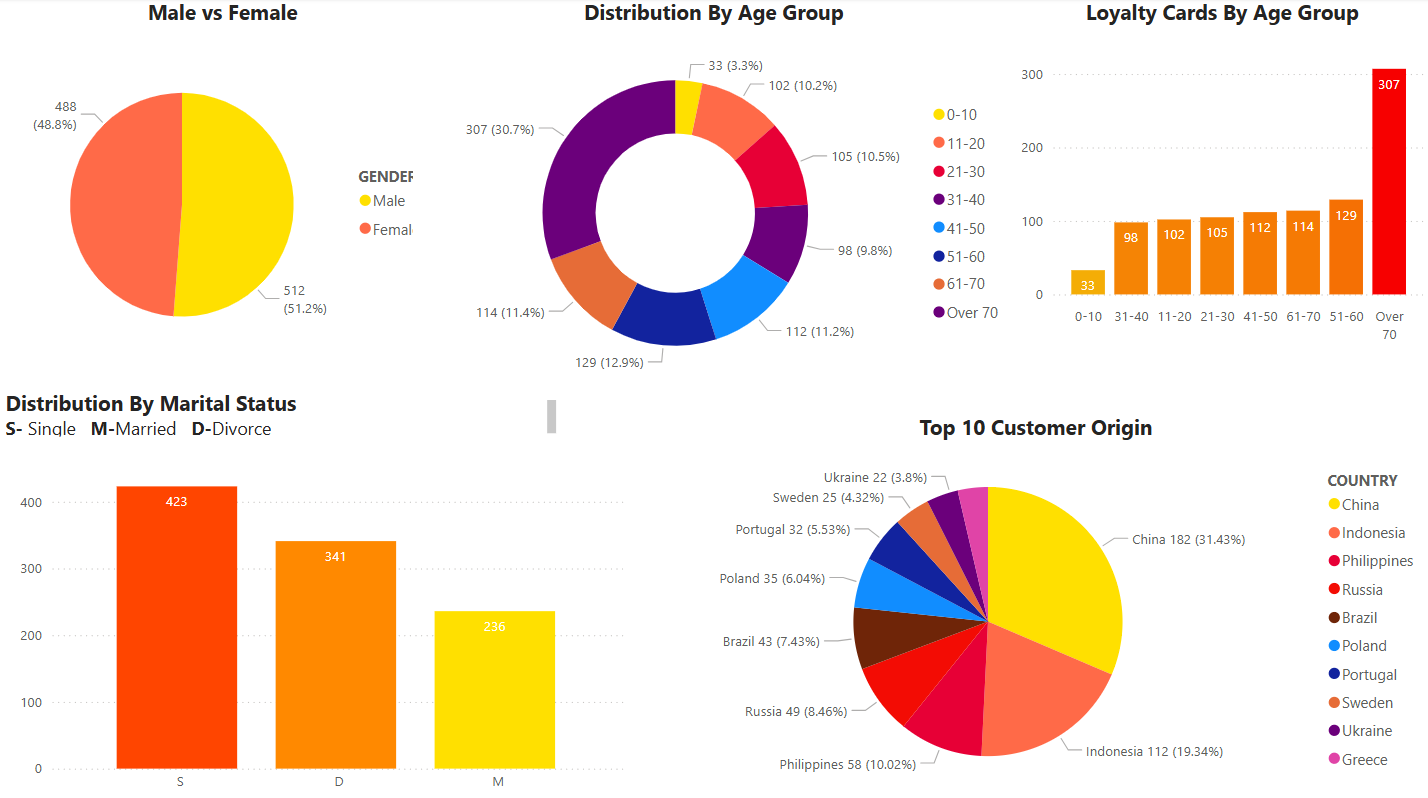 Male vs Female
488
(48.8%)
512
(51.2%)
GENDER
Male
Femal
Distribution By Age Group
33 (3.3%)
102 (10.2%)
105 (10.5%)
98 (9.8%)
112 (11.2%)
129 (12.9%)
114 (11.4%)
307 (30.7%)
0-10
11-20
21-30
31-40
41-50
51-60
61-70
Over 70
Loyalty Cards By Age Group
300
200
100
0
33
98
102
105
112
114
129
307
0-10
31-40
11-20
21-30
41-50
61-70
51-60
Over
70
Distribution By Marital Status
S- Single M-Married D-Divorce
400
300
200
100
0
423
341
236
S
D
M
Top 10 Customer Origin
Ukraine 22 (3.8%)
Sweden 25 (4.32%)
Portugal 32 (5.53%)
Poland 35 (6.04%)
Brazil 43 (7.43%)
Russia 49 (8.46%)
Philippines 58 (10.02%)
China 182 (31.43%)
Indonesia 112 (19.34%)
COUNTRY
China
Indonesia
Philippines
Russia
Brazil
Poland
Portugal
Sweden
Ukraine
Greece